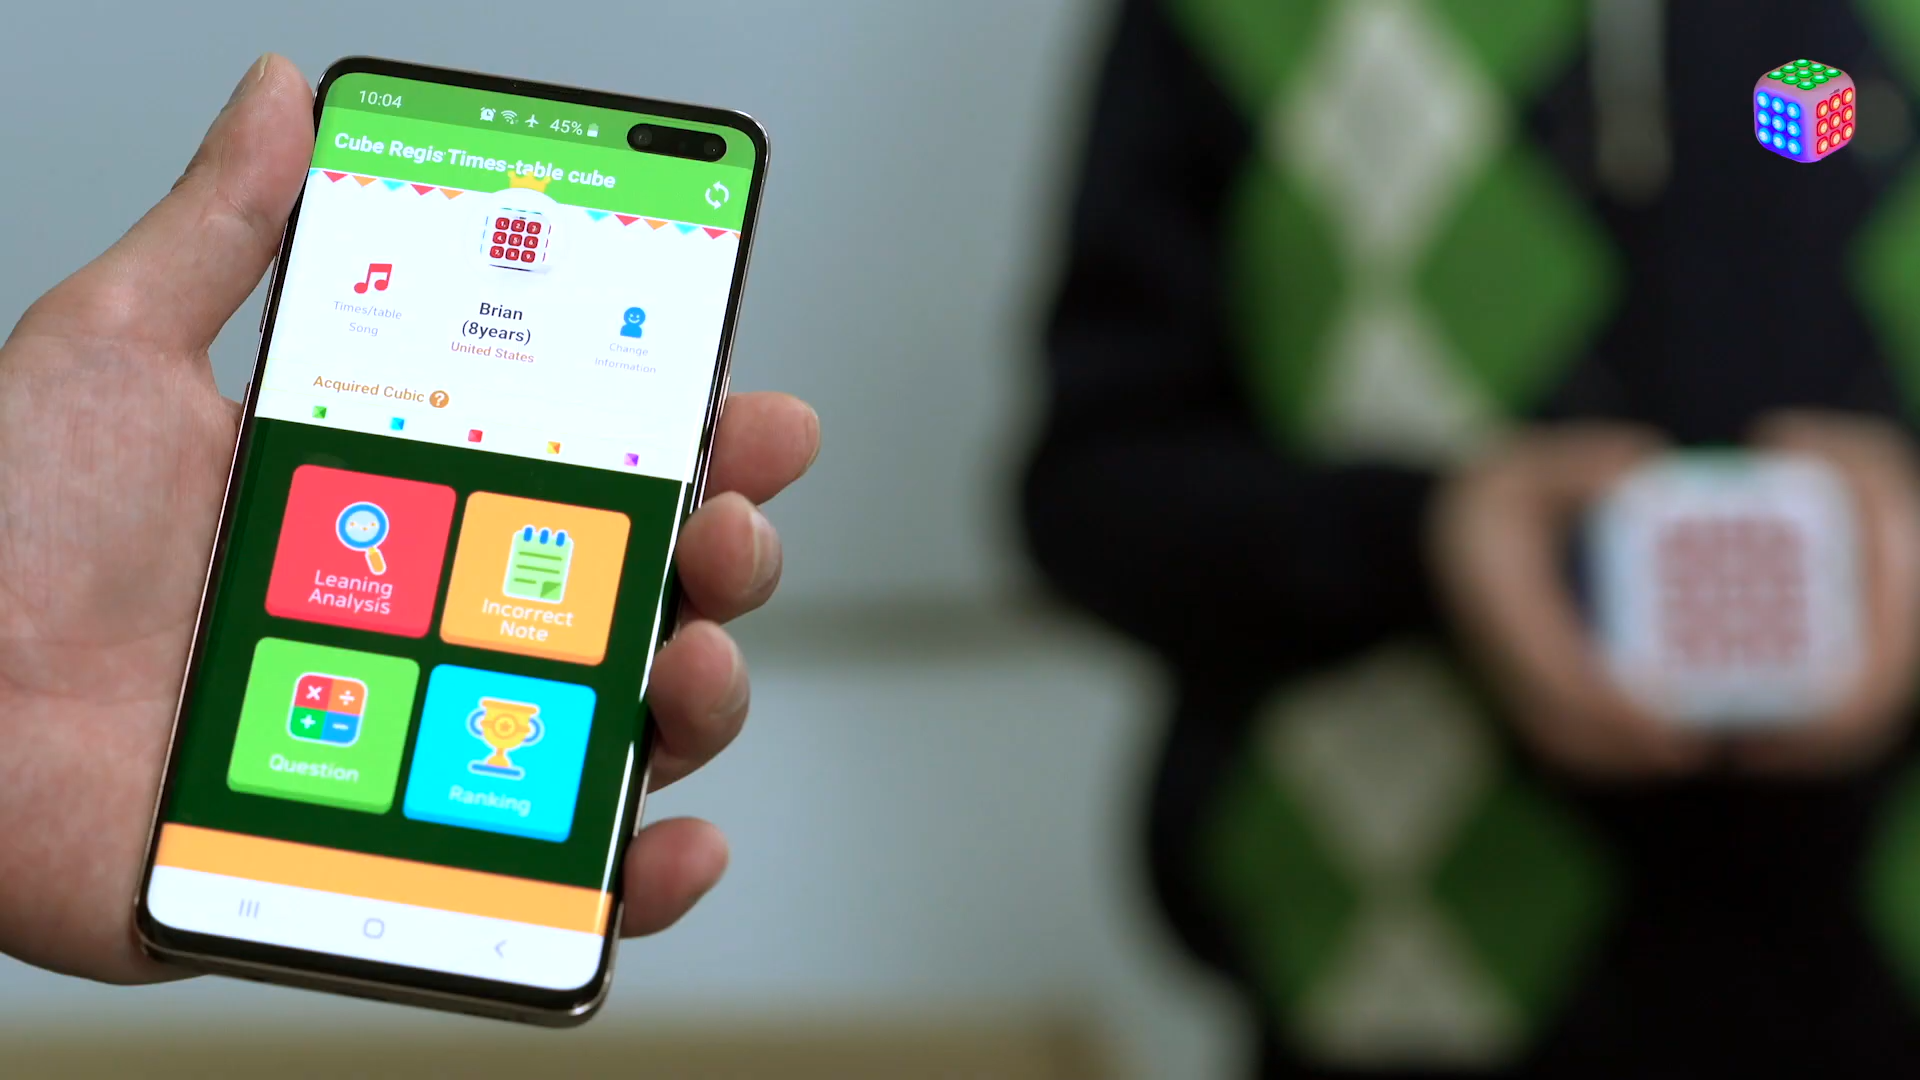 10:04
45%
Cube Regis Times-table cube
Times/table
Song
Brian
(8years)
United States
Change
Information
Acquired Cubic ?
Leaning
Analysis
Incorrect
Note
Question
Ranking